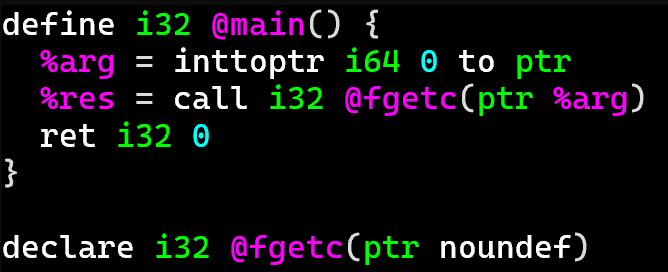 define i32 @main() {
  %arg = inttoptr i64 0 to ptr
  %res = call i32 @fgetc(ptr %arg)
  ret i32 0
}

declare i32 @fgetc(ptr noundef)